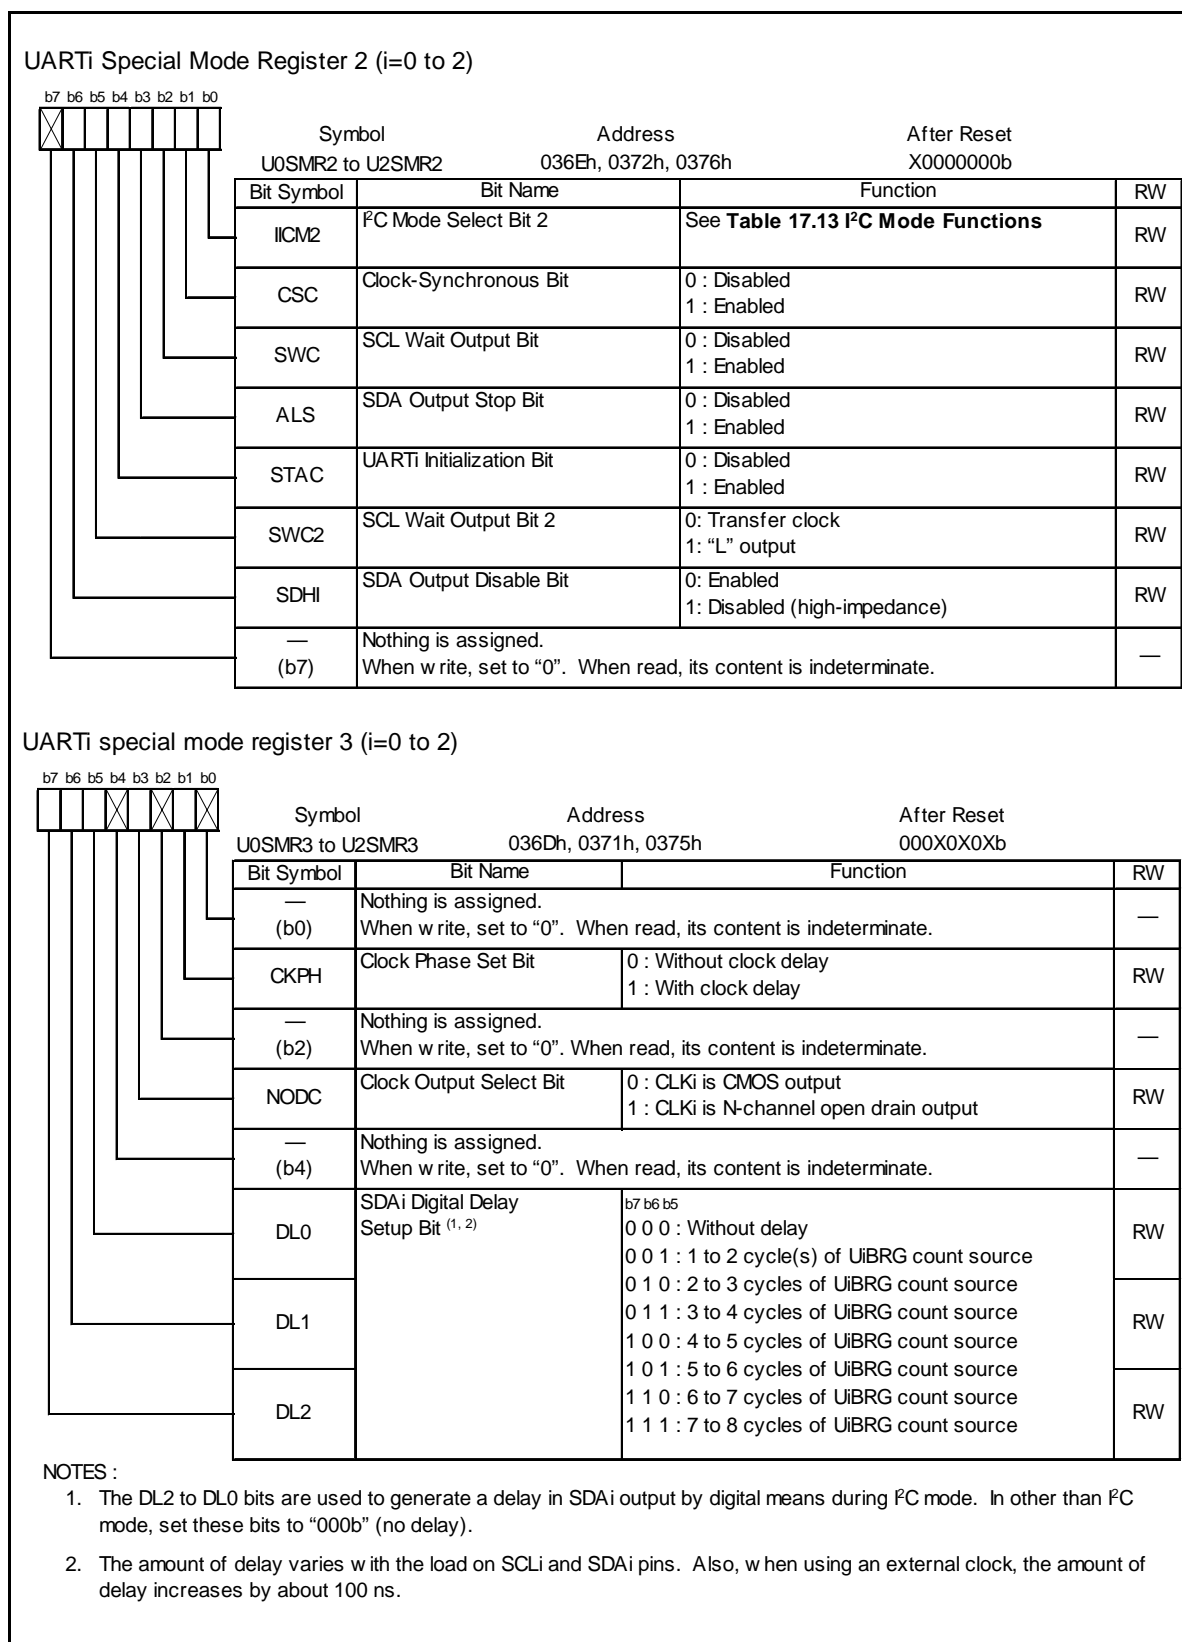 UARTi Special Mode Register 2 (i=0 to 2)
b7 b6 b5 b4 b3 b2 b1 b0
Symbol Address After Reset
U0SMR2 to U2SMR2 036Eh, 0372h, 0376h X0000000b
Bit Symbol Bit Name Function RW
IICM2 I²C Mode Select Bit 2 See Table 17.13 I²C Mode Functions RW
CSC Clock-Synchronous Bit 0 : Disabled
1 : Enabled RW
SWC SCL Wait Output Bit 0 : Disabled
1 : Enabled RW
ALS SDA Output Stop Bit 0 : Disabled
1 : Enabled RW
STAC UARTi Initialization Bit 0 : Disabled
1 : Enabled RW
SWC2 SCL Wait Output Bit 2 0: Transfer clock
1: “L” output RW
SDHI SDA Output Disable Bit 0: Enabled
1: Disabled (high-impedance) RW
— Nothing is assigned.
(b7) When write, set to “0”. When read, its content is indeterminate. —
UARTi special mode register 3 (i=0 to 2)
b7 b6 b5 b4 b3 b2 b1 b0
Symbol Address After Reset
U0SMR3 to U2SMR3 036Dh, 0371h, 0375h 000X0X0Xb
Bit Symbol Bit Name Function RW
— Nothing is assigned.
(b0) When write, set to “0”. When read, its content is indeterminate. —
CKPH Clock Phase Set Bit 0 : Without clock delay
1 : With clock delay RW
— Nothing is assigned.
(b2) When write, set to “0”. When read, its content is indeterminate. —
NODC Clock Output Select Bit 0 : CLKi is CMOS output
1 : CLKi is N-channel open drain output RW
— Nothing is assigned.
(b4) When write, set to “0”. When read, its content is indeterminate. —
SDAi Digital Delay b7 b6 b5
DL0 Setup Bit (1, 2) 0 0 0 : Without delay RW
0 0 1 : 1 to 2 cycle(s) of UiBRG count source
0 1 0 : 2 to 3 cycles of UiBRG count source
DL1 0 1 1 : 3 to 4 cycles of UiBRG count source RW
1 0 0 : 4 to 5 cycles of UiBRG count source
1 0 1 : 5 to 6 cycles of UiBRG count source
DL2 1 1 0 : 6 to 7 cycles of UiBRG count source RW
1 1 1 : 7 to 8 cycles of UiBRG count source
NOTES :
1. The DL2 to DL0 bits are used to generate a delay in SDAi output by digital means during I²C mode. In other than I²C
mode, set these bits to “000b” (no delay).
2. The amount of delay varies with the load on SCLi and SDAi pins. Also, when using an external clock, the amount of
delay increases by about 100 ns.